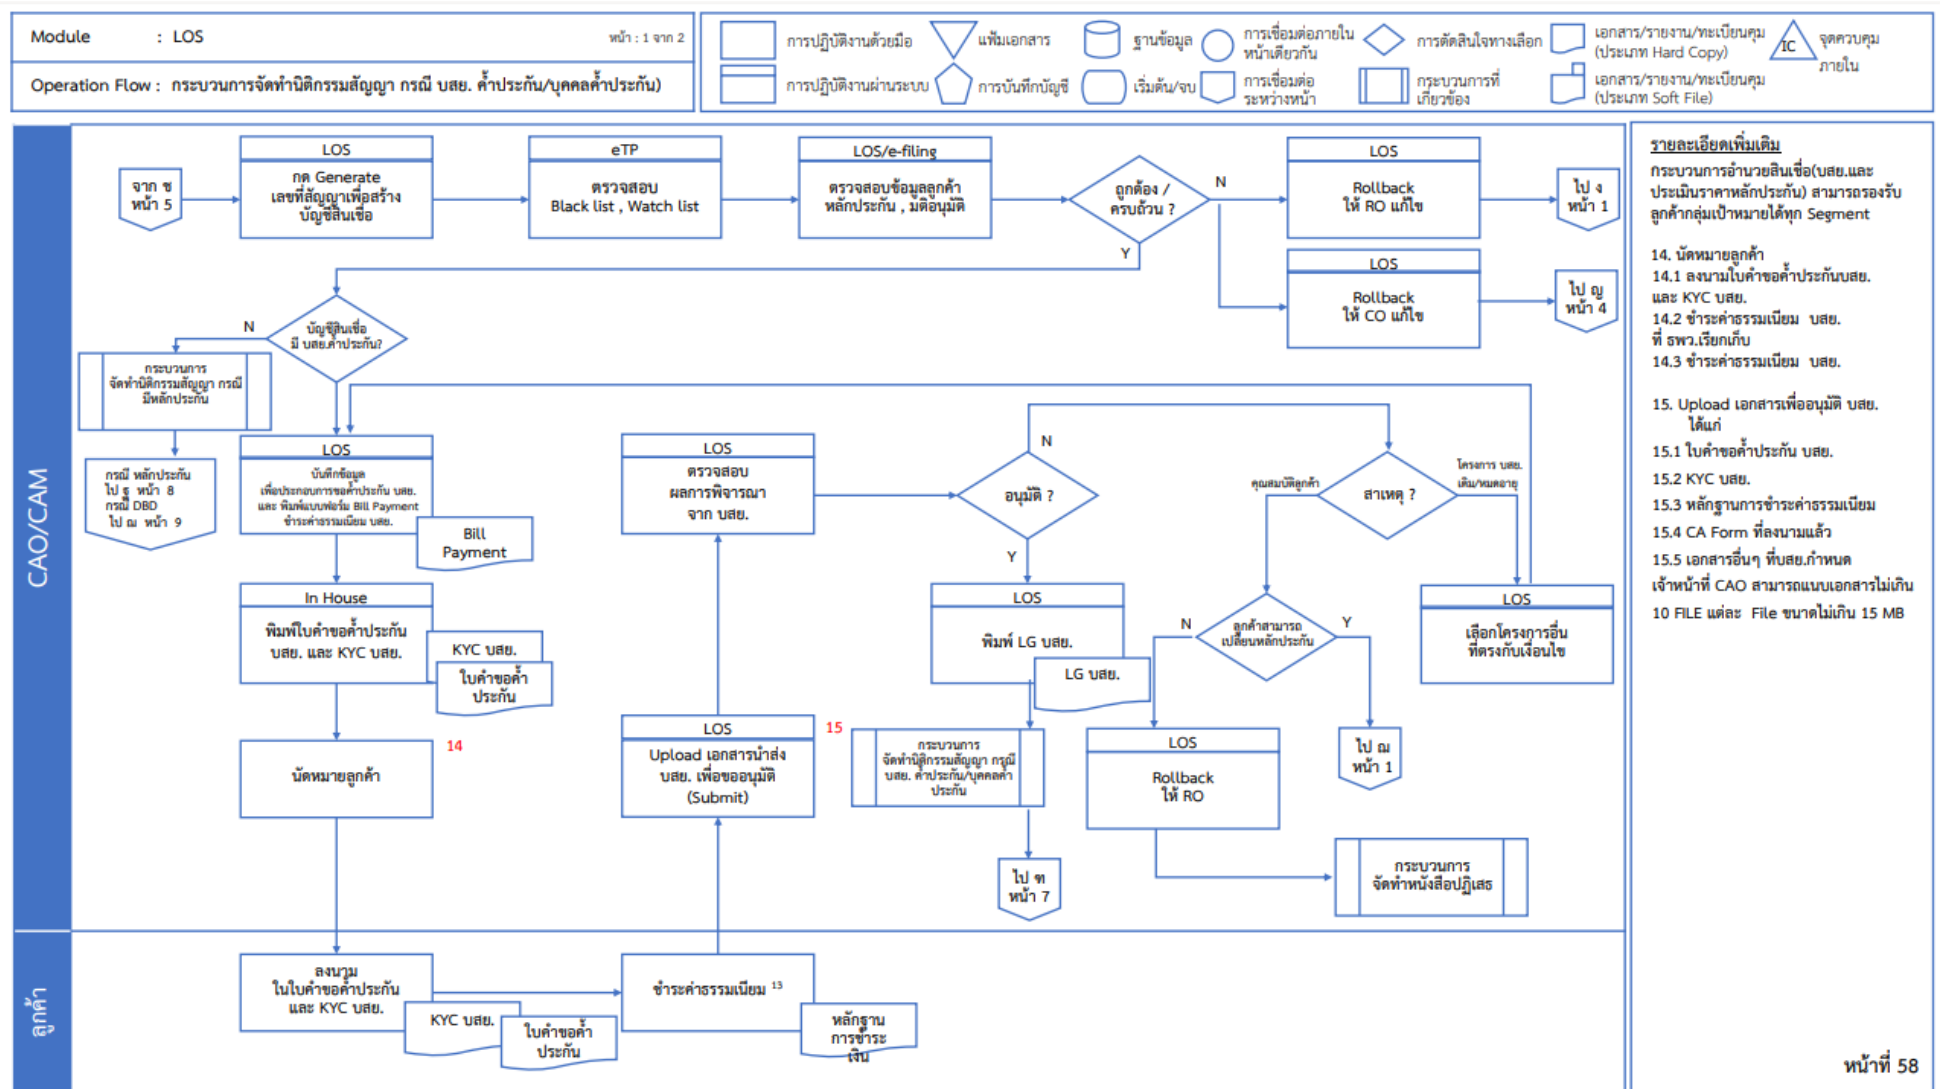 Module : LOS
หน้า : 1 จาก 2
Operation Flow : กระบวนการจัดทำนิติกรรมสัญญา กรณี บสย. ค้ำประกัน/บุคคลค้ำประกัน)
การปฏิบัติงานด้วยมือ
แฟ้มเอกสาร
ฐานข้อมูล
การเชื่อมต่อภายใน
หน้าเดียวกัน
การตัดสินใจทางเลือก
เอกสาร/รายงาน/ทะเบียนคุม
(ประเภท Hard Copy)
IC
จุดควบคุม
ภายใน
การปฏิบัติงานผ่านระบบ
การบันทึกบัญชี
เริ่มต้น/จบ
การเชื่อมต่อ
ระหว่างหน้า
กระบวนการที่
เกี่ยวข้อง
เอกสาร/รายงาน/ทะเบียนคุม
(ประเภท Soft File)
CAO/CAM
จาก ช
หน้า 5
LOS
กด Generate
เลขที่สัญญาเพื่อสร้าง
บัญชีสินเชื่อ
eTP
ตรวจสอบ
Black list , Watch list
LOS/e-filing
ตรวจสอบข้อมูลลูกค้า
หลักประกัน , มติอนุมัติ
ถูกต้อง /
ครบถ้วน ?
N
Y
LOS
Rollback
ให้ RO แก้ไข
ไป ง
หน้า 1
LOS
Rollback
ให้ CO แก้ไข
ไป ญ
หน้า 4
บัญชีสินเชื่อ
มี บสย.ค้ำประกัน?
N
กระบวนการ
จัดทำนิติกรรมสัญญา กรณี
มีหลักประกัน
กรณี หลักประกัน
ไป ฐ หน้า 8
กรณี DBD
ไป ณ หน้า 9
LOS
บันทึกข้อมูล
เพื่อประกอบการขอค้ำประกัน บสย.
และ พิมพ์แบบฟอร์ม Bill Payment
ชำระค่าธรรมเนียม บสย.
Bill
Payment
In House
พิมพ์ใบคำขอค้ำประกัน
บสย. และ KYC บสย.
KYC บสย.
ใบคำขอค้ำ
ประกัน
นัดหมายลูกค้า
14
LOS
ตรวจสอบ
ผลการพิจารณา
จาก บสย.
LOS
Upload เอกสารนำส่ง
บสย. เพื่อขออนุมัติ
(Submit)
15
อนุมัติ ?
N
Y
LOS
พิมพ์ LG บสย.
LG บสย.
กระบวนการ
จัดทำนิติกรรมสัญญา กรณี
บสย. ค้ำประกัน/บุคคลค้ำ
ประกัน
ไป ฑ
หน้า 7
สาเหตุ ?
คุณสมบัติลูกค้า
โครงการ บสย.
เดิม/หมดอายุ
ลูกค้าสามารถ
เปลี่ยนหลักประกัน
N
Y
LOS
เลือกโครงการอื่น
ที่ตรงกับเงื่อนไข
LOS
Rollback
ให้ RO
ไป ฌ
หน้า 1
กระบวนการ
จัดทำหนังสือปฏิเสธ
ลูกค้า
ลงนาม
ในใบคำขอค้ำประกัน
และ KYC บสย.
KYC บสย.
ใบคำขอค้ำ
ประกัน
ชำระค่าธรรมเนียม 13
หลักฐาน
การชำระ
เงิน
รายละเอียดเพิ่มเติม
กระบวนการอำนวยสินเชื่อ(บสย.และ
ประเมินราคาหลักประกัน) สามารถรองรับ
ลูกค้ากลุ่มเป้าหมายได้ทุก Segment
14. นัดหมายลูกค้า
14.1 ลงนามใบคำขอค้ำประกันบสย.
และ KYC บสย.
14.2 ชำระค่าธรรมเนียม บสย.
ที่ ธพว.เรียกเก็บ
14.3 ชำระค่าธรรมเนียม บสย.
15. Upload เอกสารเพื่ออนุมัติ บสย.
ได้แก่
15.1 ใบคำขอค้ำประกัน บสย.
15.2 KYC บสย.
15.3 หลักฐานการชำระค่าธรรมเนียม
15.4 CA Form ที่ลงนามแล้ว
15.5 เอกสารอื่นๆ ที่บสย.กำหนด
เจ้าหน้าที่ CAO สามารถแนบเอกสารไม่เกิน
10 FILE แต่ละ File ขนาดไม่เกิน 15 MB
หน้าที่ 58